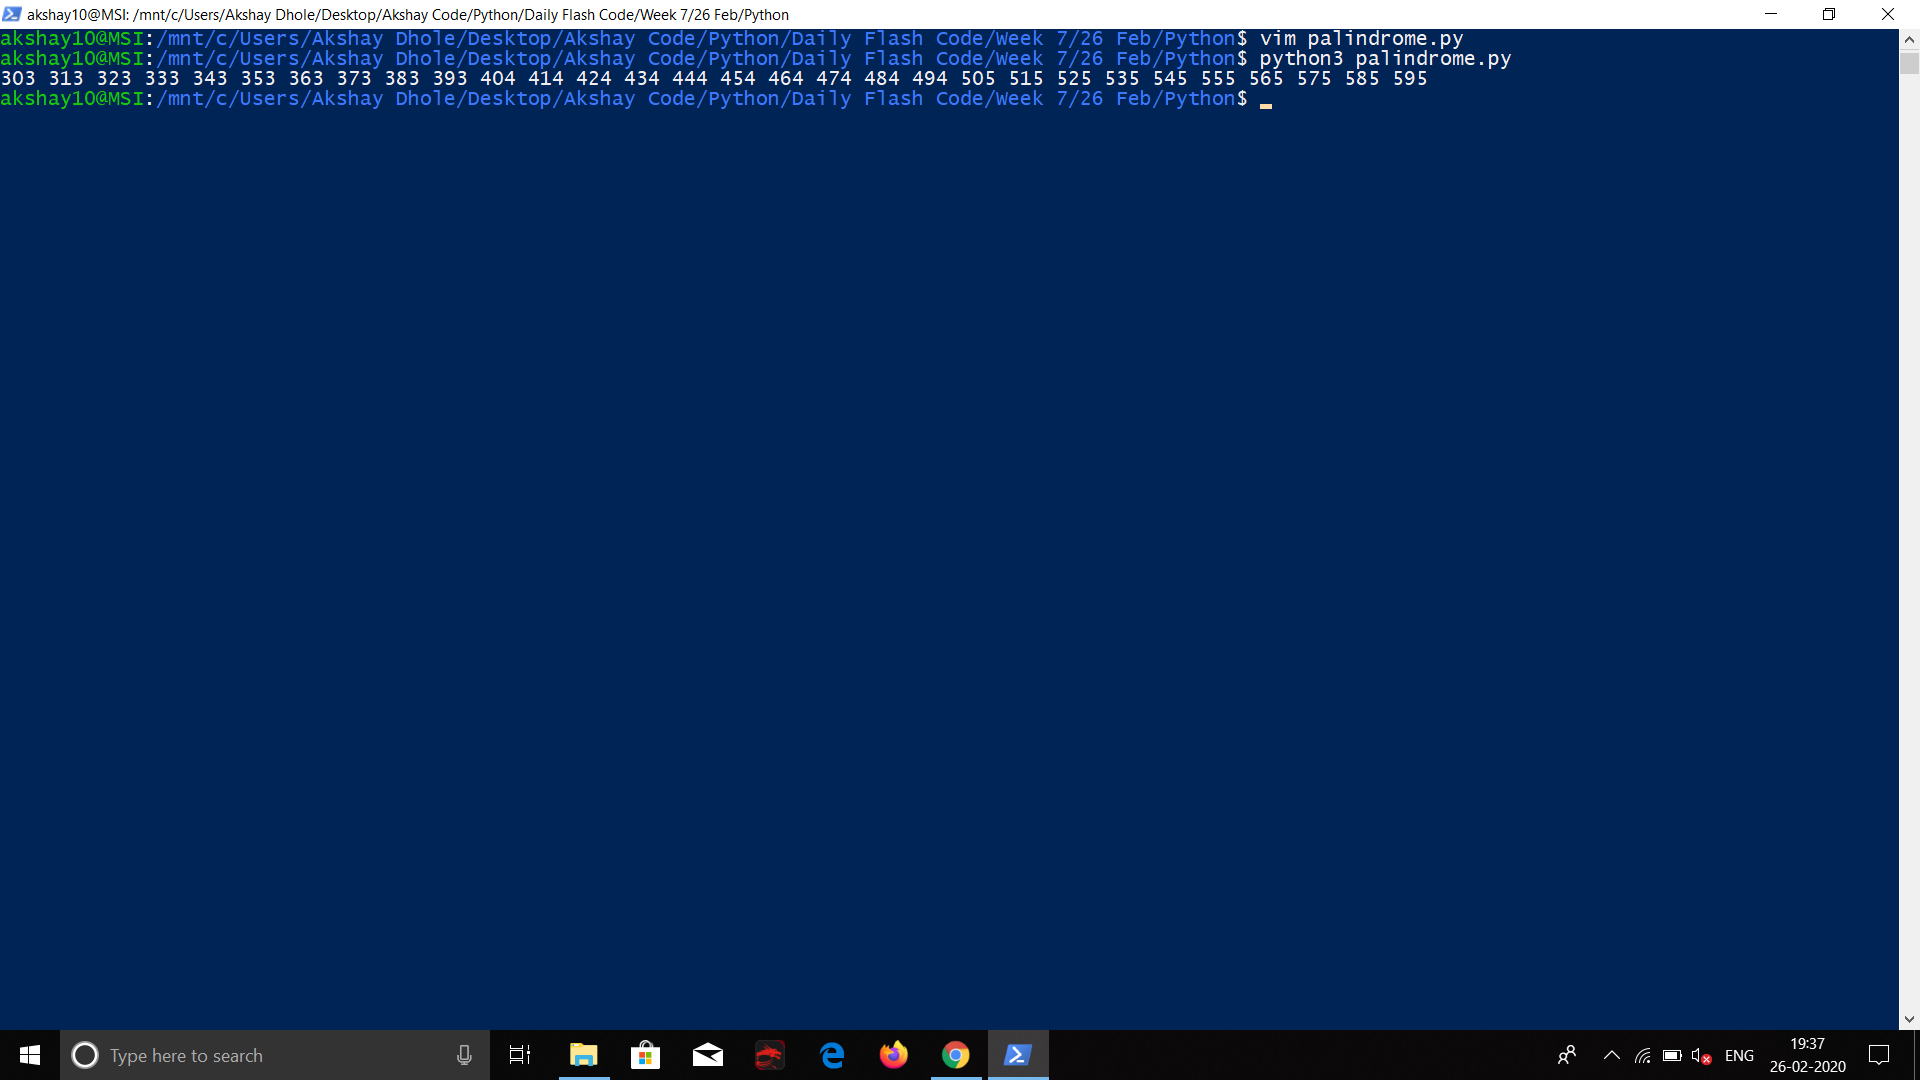 akshay10@MSI: /mnt/c/Users/Akshay Dhole/Desktop/Akshay Code/Python/Daily Flash Code/Week 7/26 Feb/Python
akshay10@MSI:/mnt/c/Users/Akshay Dhole/Desktop/Akshay Code/Python/Daily Flash Code/Week 7/26 Feb/Python$ vim palindrome.py
akshay10@MSI:/mnt/c/Users/Akshay Dhole/Desktop/Akshay Code/Python/Daily Flash Code/Week 7/26 Feb/Python$ python3 palindrome.py
303 313 323 333 343 353 363 373 383 393 404 414 424 434 444 454 464 474 484 494 505 515 525 535 545 555 565 575 585 595
akshay10@MSI:/mnt/c/Users/Akshay Dhole/Desktop/Akshay Code/Python/Daily Flash Code/Week 7/26 Feb/Python$
Type here to search
ENG
19:37
26-02-2020